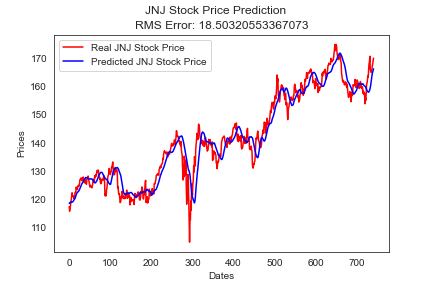 JNJ Stock Price Prediction
RMS Error: 18.50320553367073
Real JNJ Stock Price
Predicted JNJ Stock Price
170
160
150
140
130
120
110
Prices
0 100 200 300 400 500 600 700
Dates